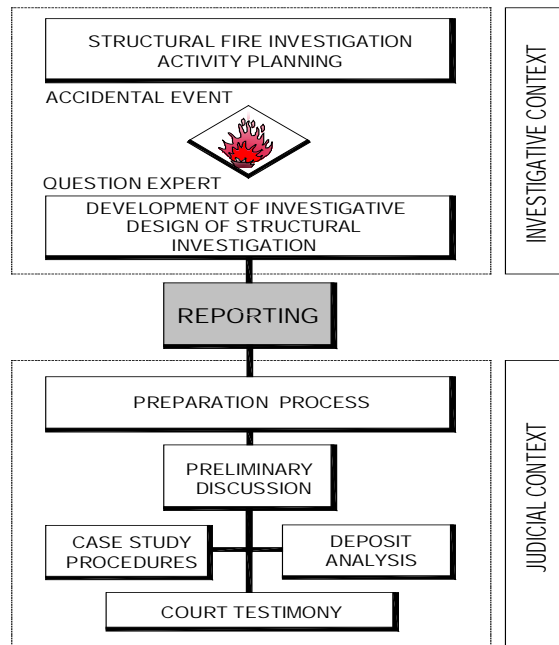 STRUCTURAL FIRE INVESTIGATION
ACTIVITY PLANNING
ACCIDENTAL EVENT
QUESTION EXPERT
DEVELOPMENT OF INVESTIGATIVE
DESIGN OF STRUCTURAL
INVESTIGATION
INVESTIGATIVE CONTEXT
REPORTING
PREPARATION PROCESS
PRELIMINARY
DISCUSSION
CASE STUDY
PROCEDURES
DEPOSIT
ANALYSIS
COURT TESTIMONY
JUDICIAL CONTEXT